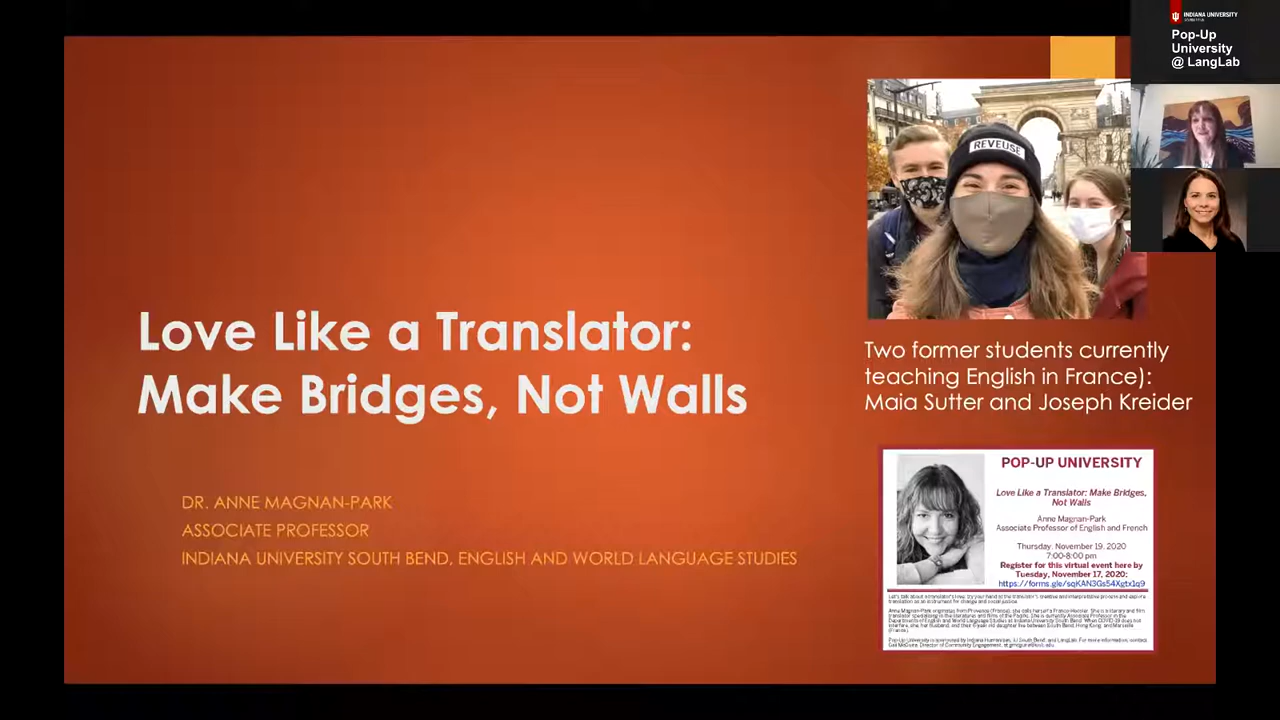 Love Like a Translator:
Make Bridges, Not Walls
DR. ANNE MAGNAN-PARK
ASSOCIATE PROFESSOR
INDIANA UNIVERSITY SOUTH BEND, ENGLISH AND WORLD LANGUAGE STUDIES
REVEUSE
Two former students currently
teaching English in France):
Maia Sutter and Joseph Kreider
POP-UP UNIVERSITY
Love Like a Translator: Make Bridges,
Not Walls
Anne Magnan-Park
Associate Professor of English and French
Thursday, November 19, 2020
7:00-8:00 pm
Register for this virtual event here by
Tuesday, November 17, 2020:
https://forms.gle/sqKAN3Gs54Xgtx1q9
INDIANA UNIVERSITY
Pop-Up
University
@ LangLab